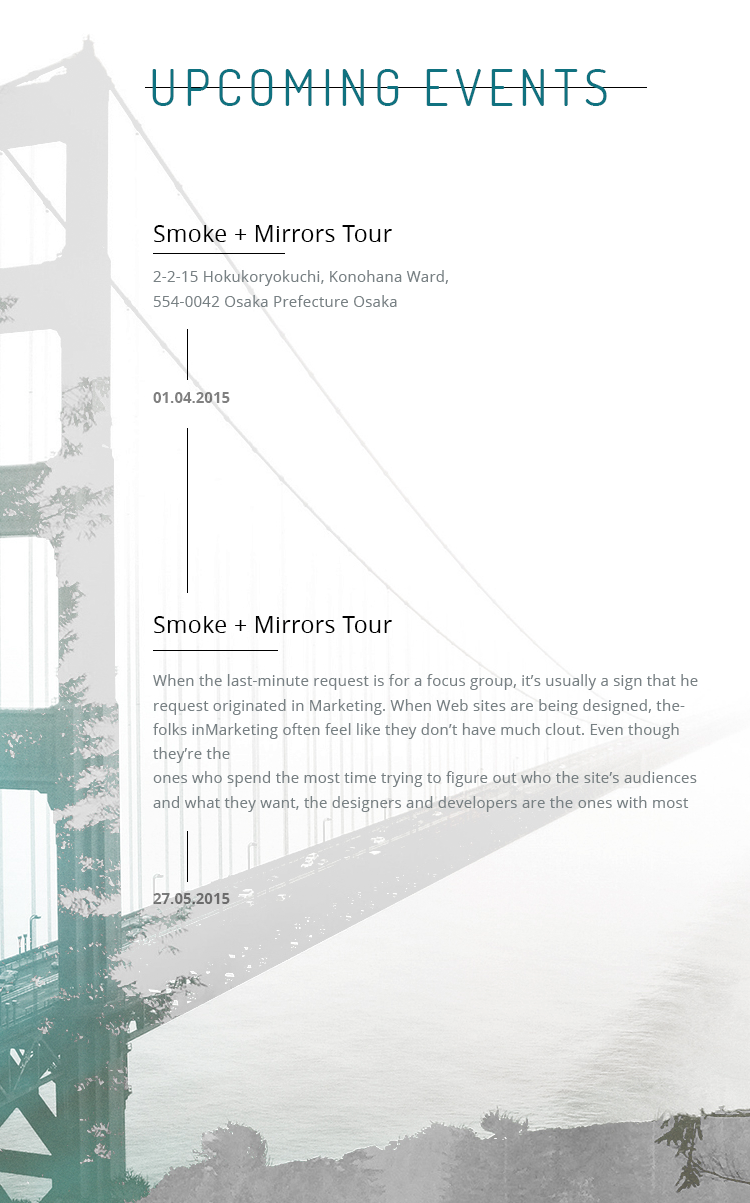 UPCOMING EVENTS
Smoke + Mirrors Tour
2-2-15 Hokukoryokuchi, Konohana Ward,
554-0042 Osaka Prefecture Osaka
01.04.2015
Smoke + Mirrors Tour
When the last-minute request is for a focus group, it’s usually a sign that he
request originated in Marketing. When Web sites are being designed, the-
folks inMarketing often feel like they don’t have much clout. Even though
they’re the
ones who spend the most time trying to figure out who the site’s audiences
and what they want, the designers and developers are the ones with most
27.05.2015